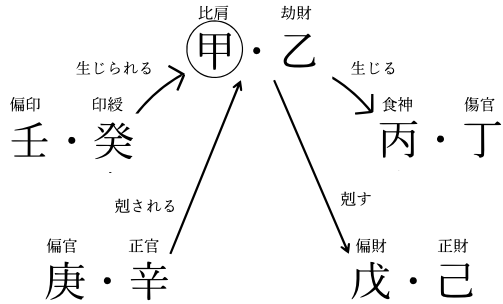 比肩 劫財
甲・乙
生じられる 生じる
偏印 印綬 食神 傷官
壬・癸 丙・丁
剋される 剋す
偏官 正官 偏財 正財
庚・辛 戊・己